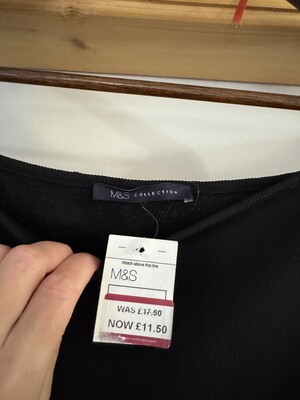 M&S COLLECTION
Attach above this line
M&S
WAS £17.50
NOW £11.50